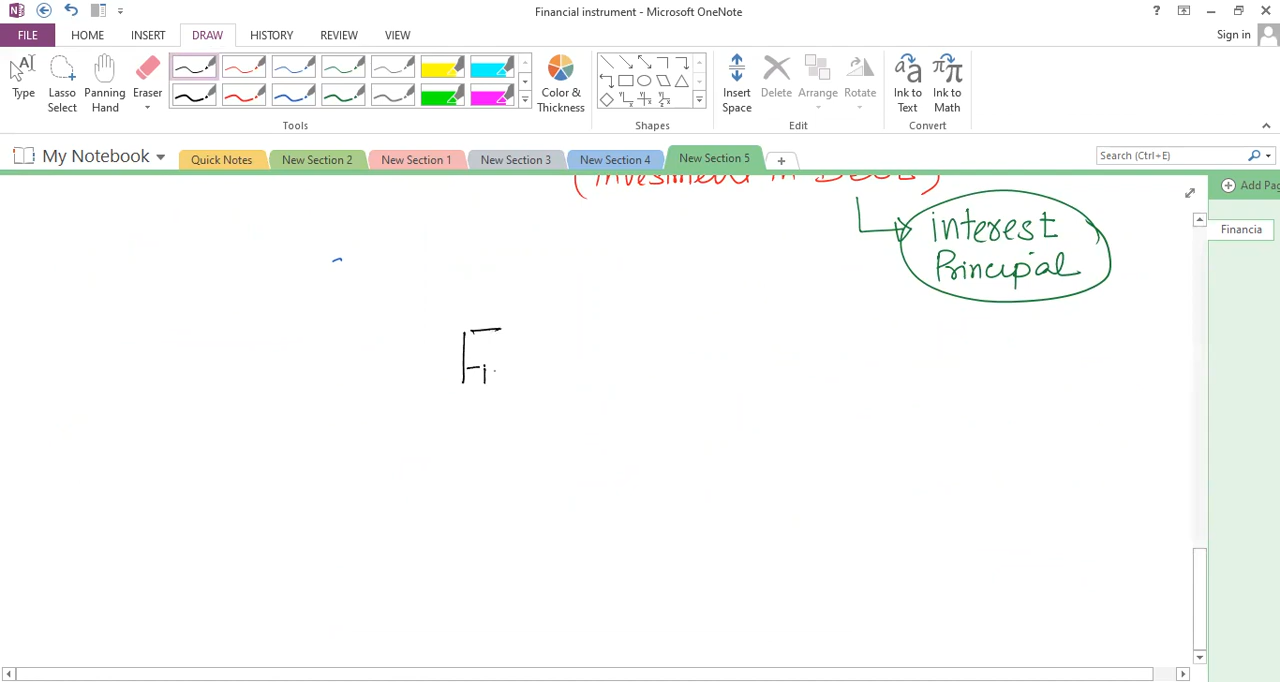 Financial instrument - Microsoft OneNote
?
FILE HOME INSERT DRAW HISTORY REVIEW VIEW
Sign in
Type
Lasso Select
Panning Hand
Eraser
Color & Thickness
Insert Space
Delete
Arrange
Rotate
Ink to Text
Ink to Math
Tools
Shapes
Edit
Convert
My Notebook
Quick Notes
New Section 2
New Section 1
New Section 3
New Section 4
New Section 5
Search (Ctrl+E)
Add Pag
Financia
interest
Principal
Fi